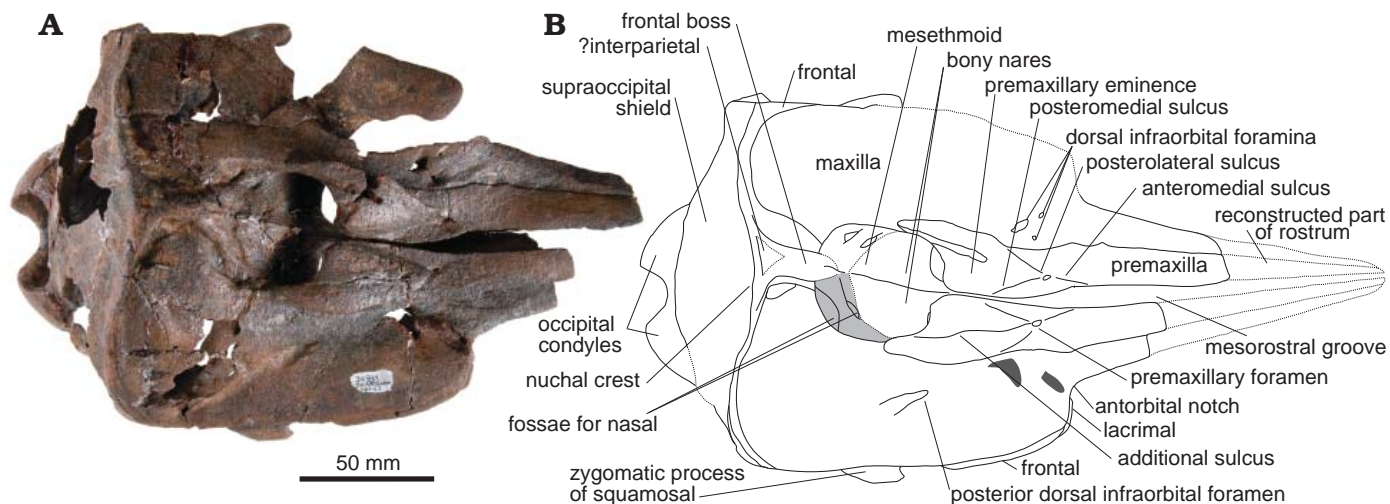 A
50 mm
B
frontal boss
?interparietal
supraoccipital
shield
frontal
mesethmoid
bony nares
premaxillary eminence
posteromedial sulcus
dorsal infraorbital foramina
posterolateral sulcus
anteromedial sulcus
reconstructed part
of rostrum
maxilla
premaxilla
occipital
condyles
nuchal crest
fossae for nasal
zygomatic process
of squamosal
mesorostral groove
premaxillary foramen
antorbital notch
lacrimal
additional sulcus
frontal
posterior dorsal infraorbital foramen